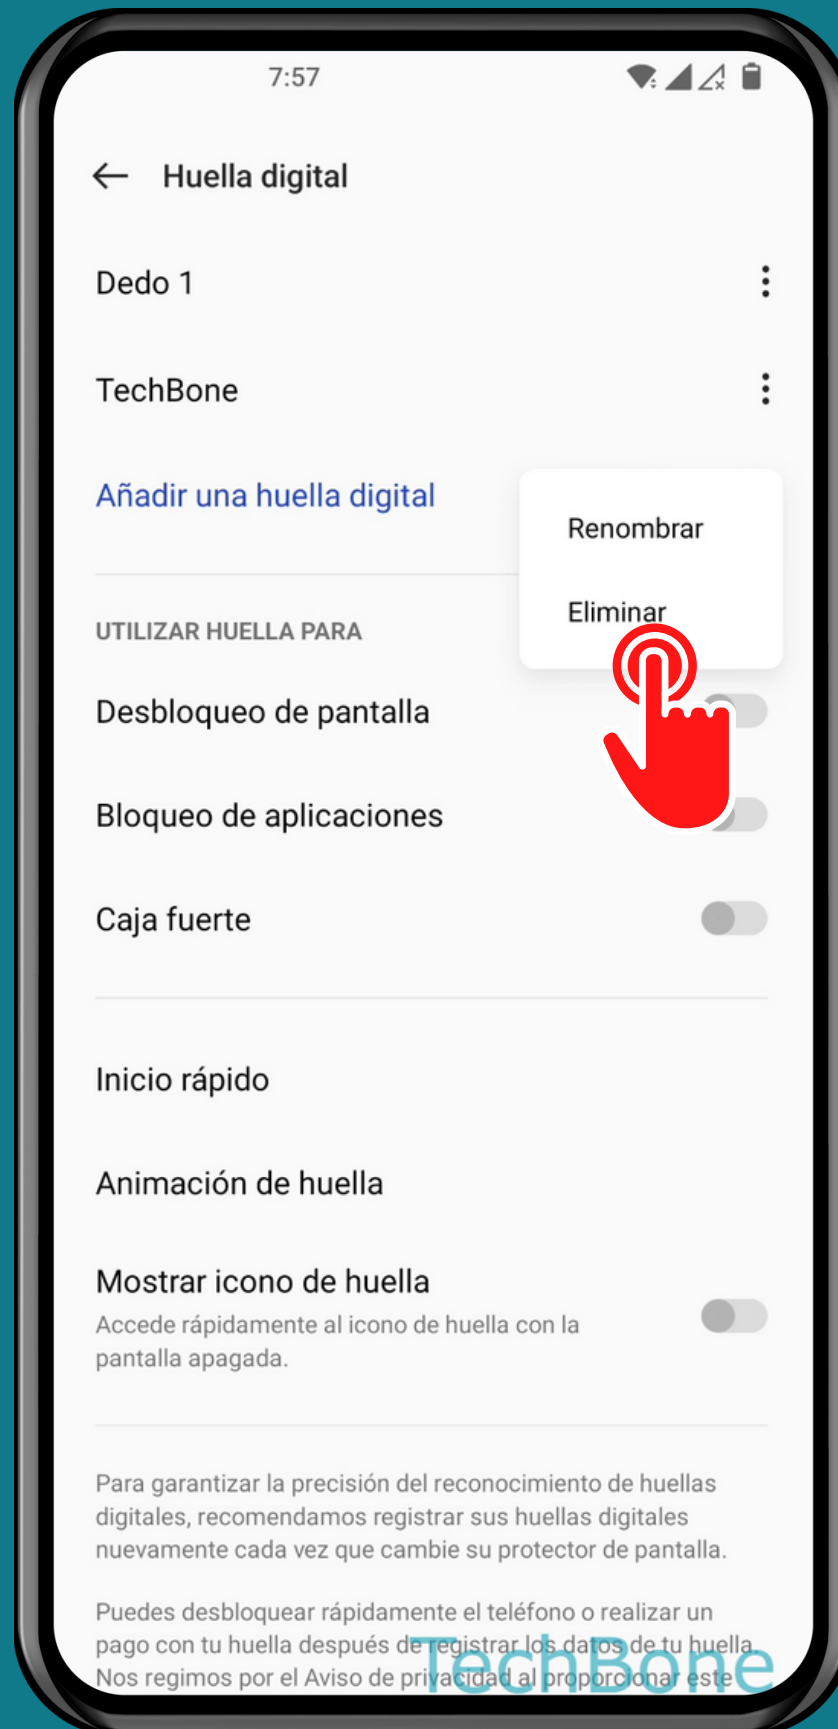 7:57
Huella digital
Dedo 1
TechBone
Añadir una huella digital
Renombrar
Eliminar
UTILIZAR HUELLA PARA
Desbloqueo de pantalla
Bloqueo de aplicaciones
Caja fuerte
Inicio rápido
Animación de huella
Mostrar icono de huella
Accede rápidamente al icono de huella con la
pantalla apagada.
Para garantizar la precisión del reconocimiento de huellas
digitales, recomendamos registrar sus huellas digitales
nuevamente cada vez que cambie su protector de pantalla.
Puedes desbloquear rápidamente el teléfono o realizar un
pago con tu huella después de registrar los datos de tu huella.
Nos regimos por el Aviso de privacidad al proporcionar este
TechBone